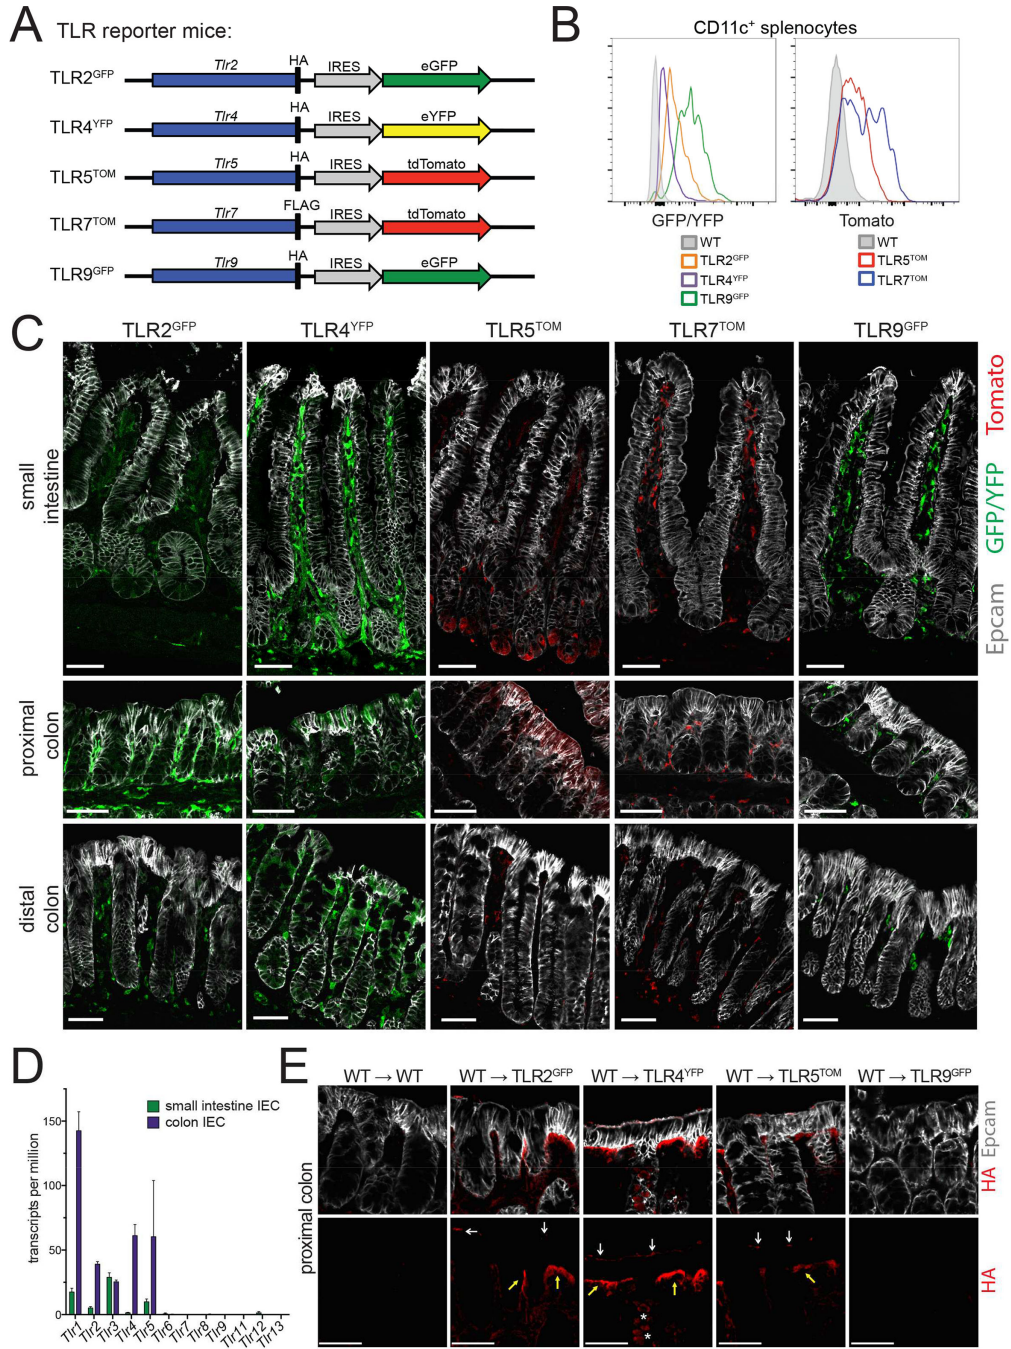 A TLR reporter mice:
TLR2GFP Tlr2 HA IRES eGFP
TLR4YFP Tlr4 HA IRES eYFP
TLR5TOM Tlr5 HA IRES tdTomato
TLR7TOM Tlr7 FLAG IRES tdTomato
TLR9GFP Tlr9 HA IRES eGFP
B CD11c+ splenocytes
GFP/YFP
WT
TLR2GFP
TLR4YFP
TLR9GFP
Tomato
WT
TLR5TOM
TLR7TOM
C TLR2GFP TLR4YFP TLR5TOM TLR7TOM TLR9GFP
small
intestine
proximal
colon
distal
colon
Epcam GFP/YFP Tomato
D
small intestine IEC
colon IEC
transcripts per million
150
100
50
0
Tlr1 Tlr2 Tlr3 Tlr4 Tlr5 Tlr6 Tlr7 Tlr8 Tlr9 Tlr11 Tlr12 Tlr13
E WT → WT WT → TLR2GFP WT → TLR4YFP WT → TLR5TOM WT → TLR9GFP
proximal colon
HA Epcam
HA
* *